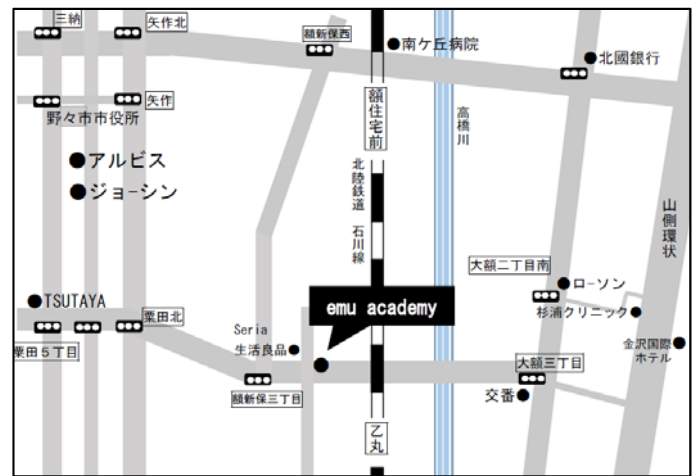 三納
矢作北
額新保西
南ケ丘病院
北國銀行
矢作
野々市市役所
額住宅前
高橋川
アルビス
ジョーシン
北陸鉄道 石川線
山側環状
大額二丁目南
TSUTAYA
ローソン
emu academy
杉浦クリニック
粟田北
Seria
生活良品
粟田5丁目
金沢国際
ホテル
大額三丁目
額新保三丁目
交番
乙丸